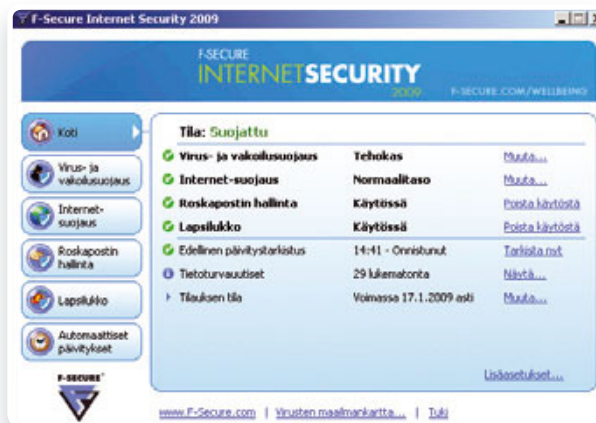 F-Secure Internet Security 2009
F-SECURE
INTERNETSECURITY
2009
F-SECURE.COM/WELLBEING
Koti
Virus- ja
vakoilusuojaus
Internet-
suojaus
Roskapostin
hallinta
Lapsilukko
Automaattiset
päivitykset
F-SECURE
Tila: Suojattu
Virus- ja vakoilusuojaus Tehokas Muuta...
Internet-suojaus Normaalitaso Muuta...
Roskapostin hallinta Käytössä Poista käytöstä
Lapsilukko Käytössä Poista käytöstä
Edellinen päivitystarkistus 14:41 - Onnistunut Tarkista nyt
Tietoturvauutiset 29 lukematonta Näytä...
Tilauksen tila Voimassa 17.1.2009 asti Muuta...
Lisäasetukset...
www.F-Secure.com | Virusten maailmankartta... | Tuki